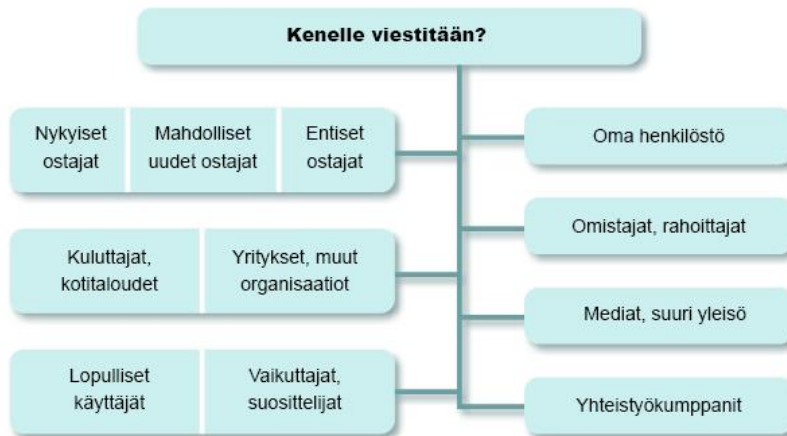 Kenelle viestitään?
Nykyiset
ostajat
Mahdolliset
uudet ostajat
Entiset
ostajat
Kuluttajat,
kotitaloudet
Yritykset, muut
organisaatiot
Lopulliset
käyttäjät
Vaikuttajat,
suosittelijat
Oma henkilöstö
Omistajat, rahoittajat
Mediat, suuri yleisö
Yhteistyökumppanit